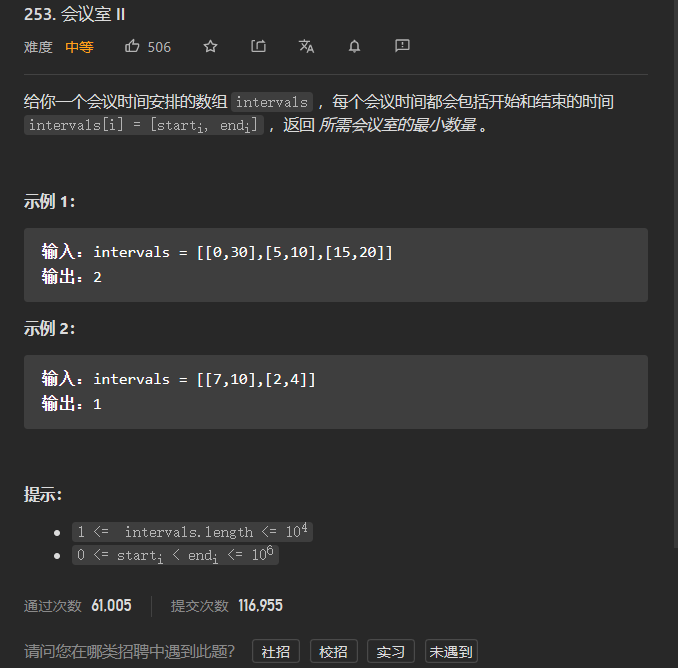 253. 会议室 II
难度 中等 506
给你一个会议时间安排的数组 intervals ，每个会议时间都会包括开始和结束的时间
intervals[i] = [starti, endi] ，返回 所需会议室的最小数量 。
示例 1：
输入：intervals = [[0,30],[5,10],[15,20]]
输出：2
示例 2：
输入：intervals = [[7,10],[2,4]]
输出：1
提示：
• 1 <= intervals.length <= 10^4
• 0 <= starti < endi <= 10^6
通过次数 61,005 提交次数 116,955
请问您在哪类招聘中遇到此题？ 社招 校招 实习 未遇到